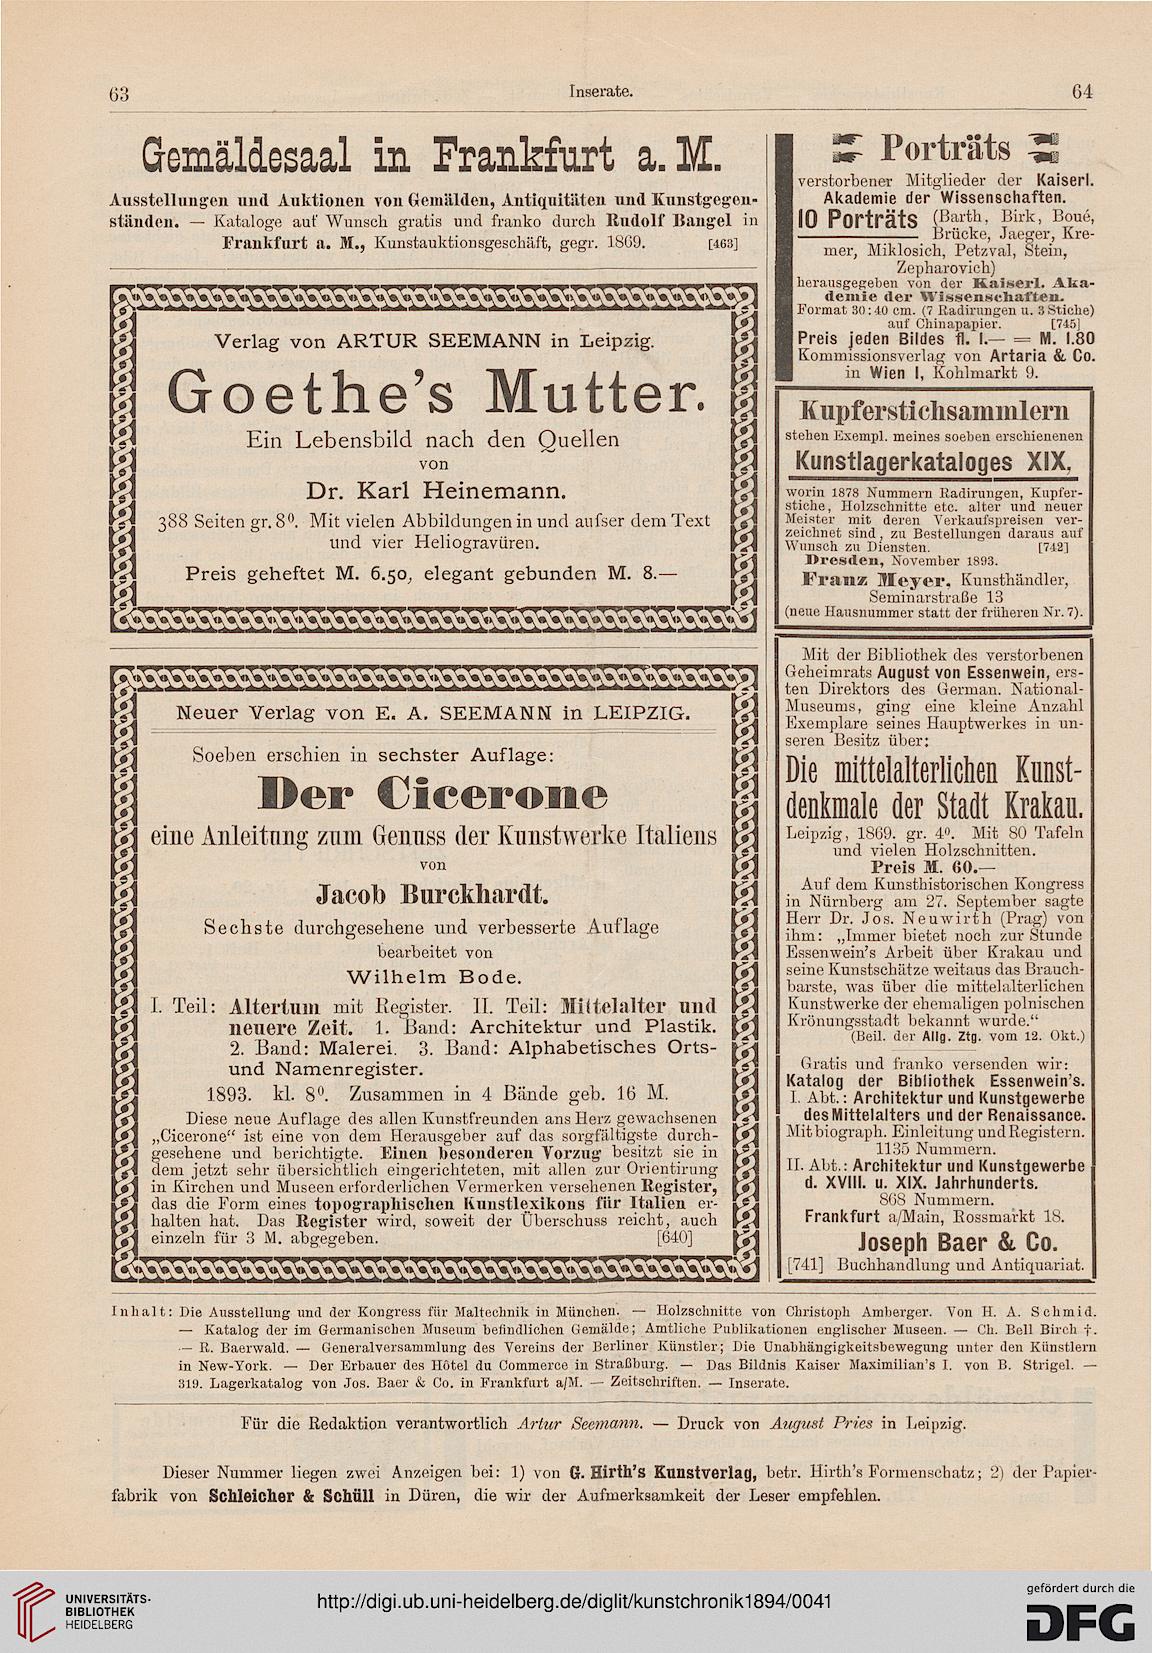 63
Inserate.
64
Gemäldesaal in Frankfurt a. M.
Ausstellungen und Auktionen von Gemälden, Antiquitäten und Kunstgegen-
ständen. — Kataloge auf Wunsch gratis und franko durch Rudolf Bangel in
Frankfurt a. M., Kunstauktionsgeschäft, gegr. 1869. [463]
Verlag von ARTUR SEEMANN in Leipzig.
Goethe's Mutter.
Ein Lebensbild nach den Quellen
von
Dr. Karl Heinemann.
388 Seiten gr. 8⁰. Mit vielen Abbildungen in und aufser dem Text
und vier Heliogravüren.
Preis geheftet M. 6.50, elegant gebunden M. 8.—
Neuer Verlag von E. A. SEEMANN in LEIPZIG.
Soeben erschien in sechster Auflage:
Der Cicerone
eine Anleitung zum Genuss der Kunstwerke Italiens
von
Jacob Burckhardt.
Sechste durchgesehene und verbesserte Auflage
bearbeitet von
Wilhelm Bode.
I. Teil: Altertum mit Register. II. Teil: Mittelalter und
neuere Zeit. 1. Band: Architektur und Plastik.
2. Band: Malerei. 3. Band: Alphabetisches Orts-
und Namenregister.
1893. kl. 8⁰. Zusammen in 4 Bände geb. 16 M.
Diese neue Auflage des allen Kunstfreunden ans Herz gewachsenen
„Cicerone“ ist eine von dem Herausgeber auf das sorgfältigste durch-
gesehene und berichtigte. Einen besonderen Vorzug besitzt sie in
dem jetzt sehr übersichtlich eingerichteten, mit allen zur Orientirung
in Kirchen und Museen erforderlichen Vermerken versehenen Register,
das die Form eines topographischen Kunstlexikons für Italien er-
halten hat. Das Register wird, soweit der Überschuss reicht, auch
einzeln für 3 M. abgegeben. [640]
Porträts
verstorbener Mitglieder der Kaiserl.
Akademie der Wissenschaften.
10 Porträts (Barth, Birk, Boué,
Brücke, Jaeger, Kre-
mer, Miklosich, Petzval, Stein,
Zepharovich)
herausgegeben von der Kaiserl. Aka-
demie der Wissenschaften.
Format 30:40 cm. (7 Radirungen u. 3 Stiche)
auf Chinapapier. [745]
Preis jeden Bildes fl. 1.— = M. 1.80
Kommissionsverlag von Artaria & Co.
in Wien I, Kohlmarkt 9.
Kupferstichsammlern
stehen Exempl. meines soeben erschienenen
Kunstlagerkataloges XIX,
worin 1878 Nummern Radirungen, Kupfer-
stiche, Holzschnitte etc. alter und neuer
Meister mit deren Verkaufspreisen ver-
zeichnet sind, zu Bestellungen daraus auf
Wunsch zu Diensten. [742]
Dresden, November 1893.
Franz Meyer, Kunsthändler,
Seminarstraße 13
(neue Hausnummer statt der früheren Nr. 7).
Mit der Bibliothek des verstorbenen
Geheimrats August von Essenwein, ers-
ten Direktors des German. National-
Museums, ging eine kleine Anzahl
Exemplare seines Hauptwerkes in un-
seren Besitz über:
Die mittelalterlichen Kunst-
denkmale der Stadt Krakau.
Leipzig, 1869. gr. 4⁰. Mit 80 Tafeln
und vielen Holzschnitten.
Preis M. 60.—
Auf dem Kunsthistorischen Kongress
in Nürnberg am 27. September sagte
Herr Dr. Jos. Neuwirth (Prag) von
ihm: „Immer bietet noch zur Stunde
Essenwein's Arbeit über Krakau und
seine Kunstschätze weitaus das Brauch-
barste, was über die mittelalterlichen
Kunstwerke der ehemaligen polnischen
Krönungsstadt bekannt wurde.“
(Beil. der Allg. Ztg. vom 12. Okt.)
Gratis und franko versenden wir:
Katalog der Bibliothek Essenwein's.
I. Abt.: Architektur und Kunstgewerbe
des Mittelalters und der Renaissance.
Mit biograph. Einleitung und Registern.
1135 Nummern.
II. Abt.: Architektur und Kunstgewerbe
d. XVIII. u. XIX. Jahrhunderts.
868 Nummern.
Frankfurt a/Main, Rossmarkt 18.
Joseph Baer & Co.
[741] Buchhandlung und Antiquariat.
Inhalt: Die Ausstellung und der Kongress für Maltechnik in München. — Holzschnitte von Christoph Amberger. Von H. A. Schmid.
— Katalog der im Germanischen Museum befindlichen Gemälde; Amtliche Publikationen englischer Museen. — Ch. Bell Birch †.
— R. Baerwald. — Generalversammlung des Vereins der Berliner Künstler; Die Unabhängigkeitsbewegung unter den Künstlern
in New-York. — Der Erbauer des Hôtel du Commerce in Straßburg. — Das Bildnis Kaiser Maximilian's I. von B. Strigel. —
319. Lagerkatalog von Jos. Baer & Co. in Frankfurt a/M. — Zeitschriften. — Inserate.
Für die Redaktion verantwortlich Artur Seemann. — Druck von August Pries in Leipzig.
Dieser Nummer liegen zwei Anzeigen bei: 1) von G. Hirth's Kunstverlag, betr. Hirth's Formenschatz; 2) der Papier-
fabrik von Schleicher & Schüll in Düren, die wir der Aufmerksamkeit der Leser empfehlen.
UNIVERSITÄTS-
BIBLIOTHEK
HEIDELBERG
http://digi.ub.uni-heidelberg.de/diglit/kunstchronik1894/0041
gefördert durch die
DFG